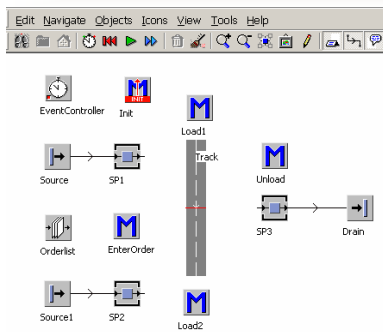 Edit Navigate Objects Icons View Tools Help
EventController
Init
INIT
Load1
Track
Source
SP1
Unload
SP3
Drain
Orderlist
EnterOrder
Source1
SP2
Load2